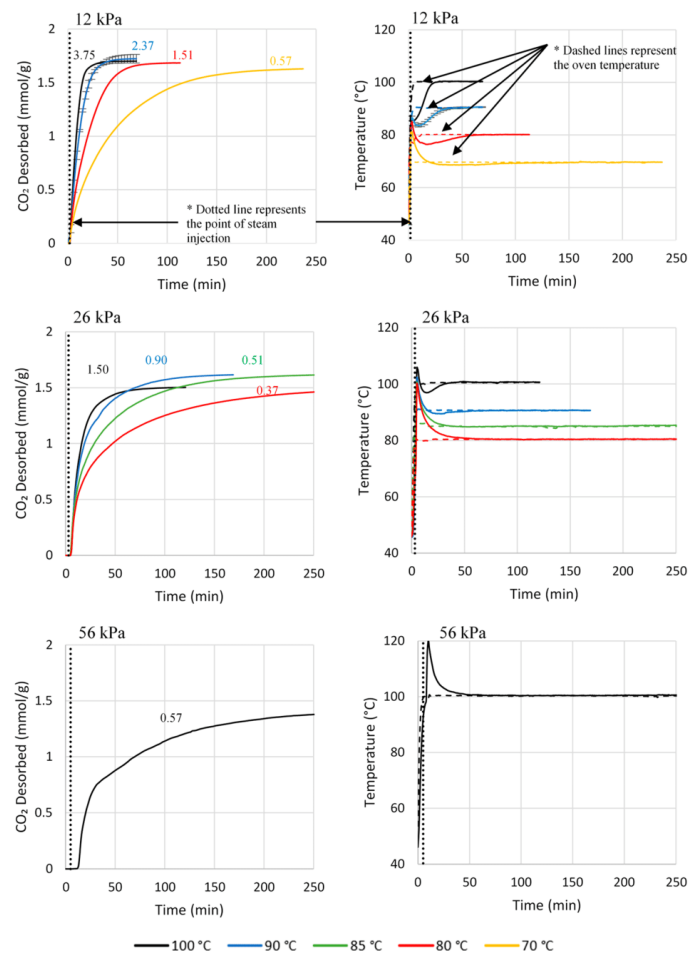 12 kPa
12 kPa
CO₂ Desorbed (mmol/g)
2
1.5
1
0.5
0
3.75
2.37
1.51
0.57
* Dotted line represents
the point of steam
injection
0 50 100 150 200 250
Time (min)
Temperature (°C)
120
100
80
60
40
* Dashed lines represent
the oven temperature
0 50 100 150 200 250
Time (min)
26 kPa
26 kPa
CO₂ Desorbed (mmol/g)
2
1.5
1
0.5
0
1.50
0.90
0.51
0.37
0 50 100 150 200 250
Time (min)
Temperature (°C)
120
100
80
60
40
0 50 100 150 200 250
Time (min)
56 kPa
56 kPa
CO₂ Desorbed (mmol/g)
2
1.5
1
0.5
0
0.57
0 50 100 150 200 250
Time (min)
Temperature (°C)
120
100
80
60
40
0 50 100 150 200 250
Time (min)
100 °C 90 °C 85 °C 80 °C 70 °C